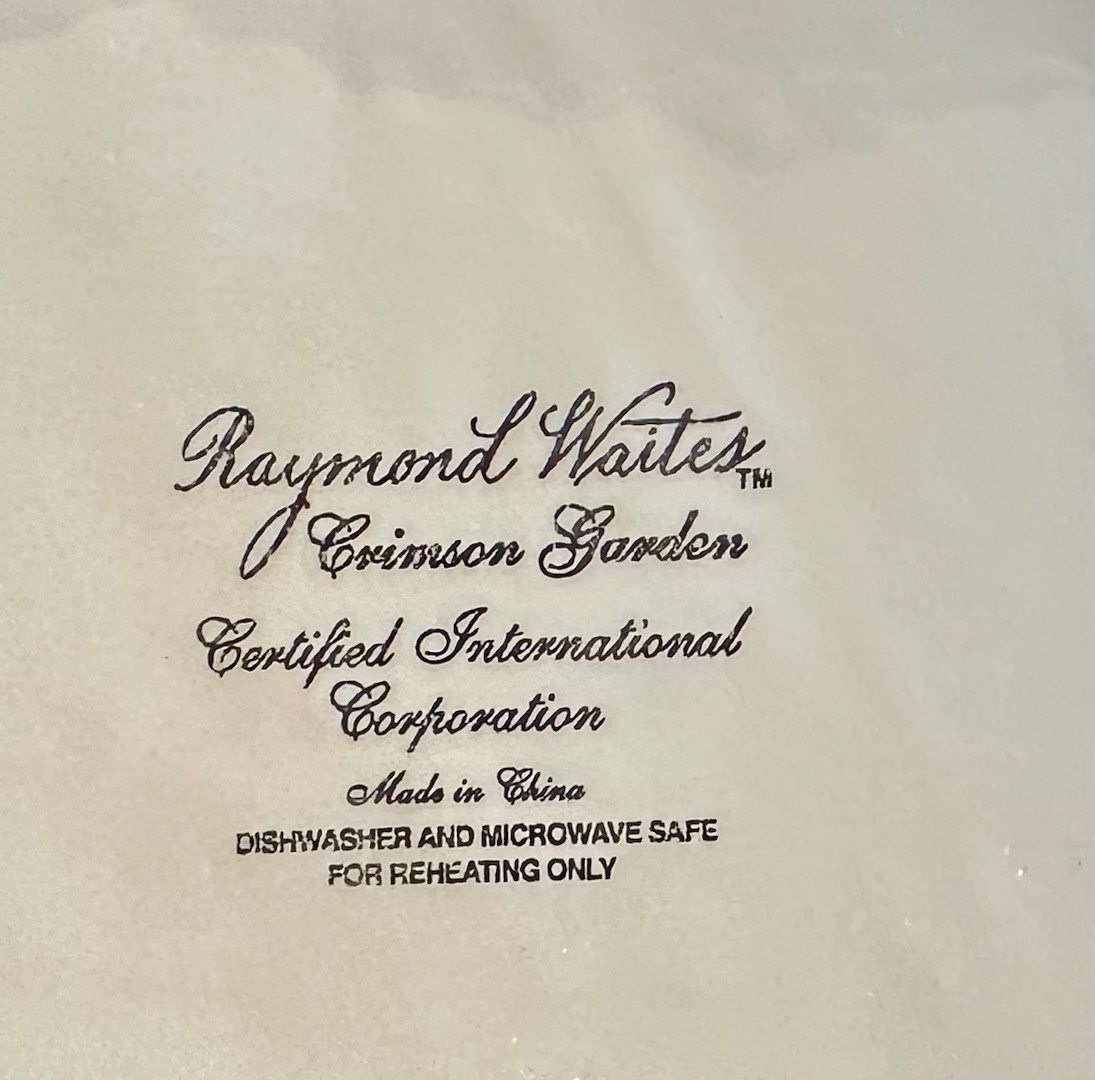 Raymond Waites™
Crimson Garden
Certified International
Corporation
Made in China
DISHWASHER AND MICROWAVE SAFE
FOR REHEATING ONLY